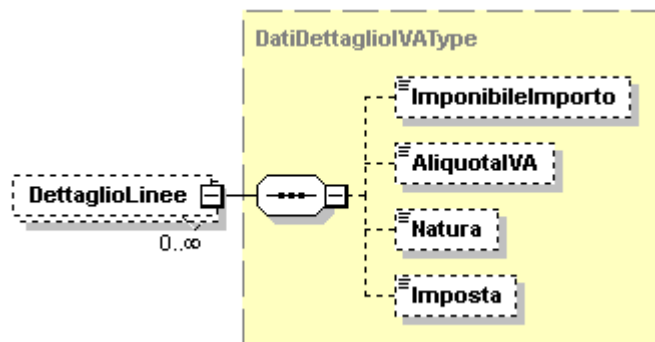 DatiDettaglioIVAType
ImponibileImporto
AliquotaIVA
DettaglioLinee
0..∞
Natura
Imposta